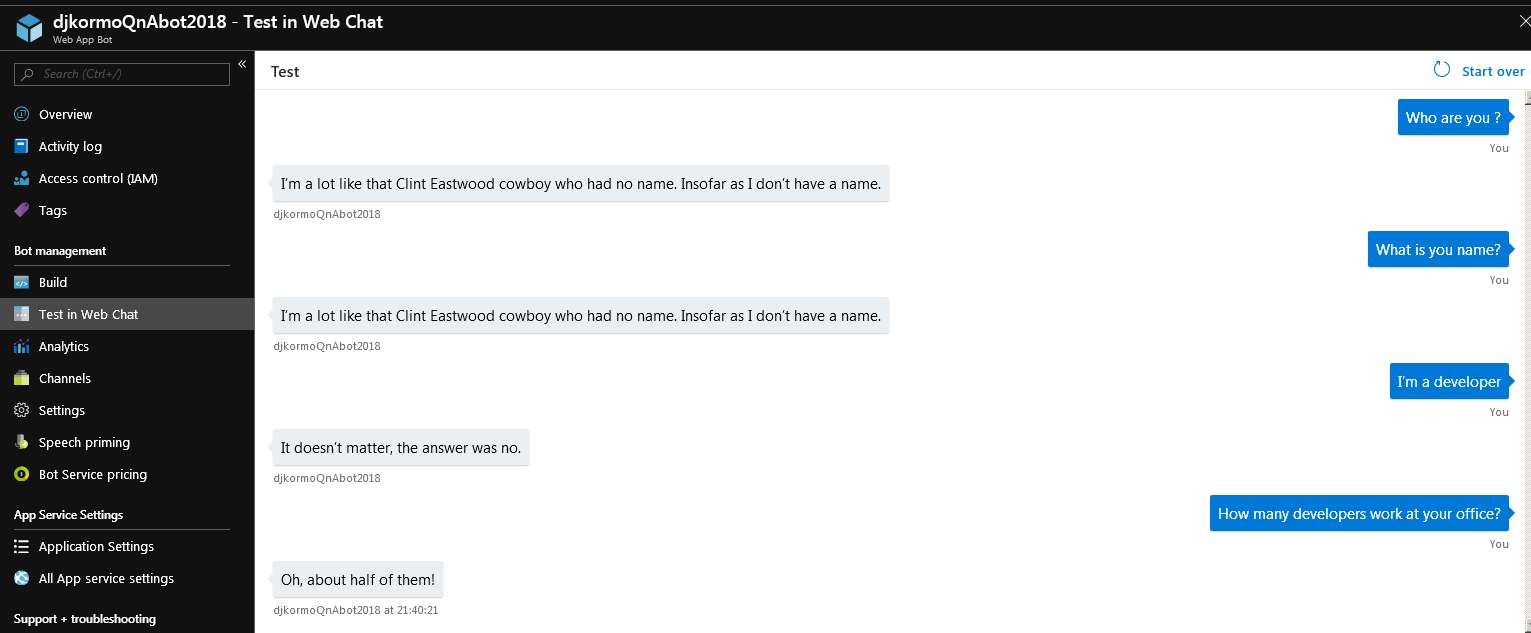 djkormoQnAbot2018 - Test in Web Chat
Web App Bot
Search (Ctrl+/)
Overview
Activity log
Access control (IAM)
Tags
Bot management
Build
Test in Web Chat
Analytics
Channels
Settings
Speech priming
Bot Service pricing
App Service Settings
Application Settings
All App service settings
Support + troubleshooting
Test
Start over
Who are you ?
You
I'm a lot like that Clint Eastwood cowboy who had no name. Insofar as I don't have a name.
djkormoQnAbot2018
What is you name?
You
I'm a lot like that Clint Eastwood cowboy who had no name. Insofar as I don't have a name.
djkormoQnAbot2018
I'm a developer
You
It doesn't matter, the answer was no.
djkormoQnAbot2018
How many developers work at your office?
You
Oh, about half of them!
djkormoQnAbot2018 at 21:40:21